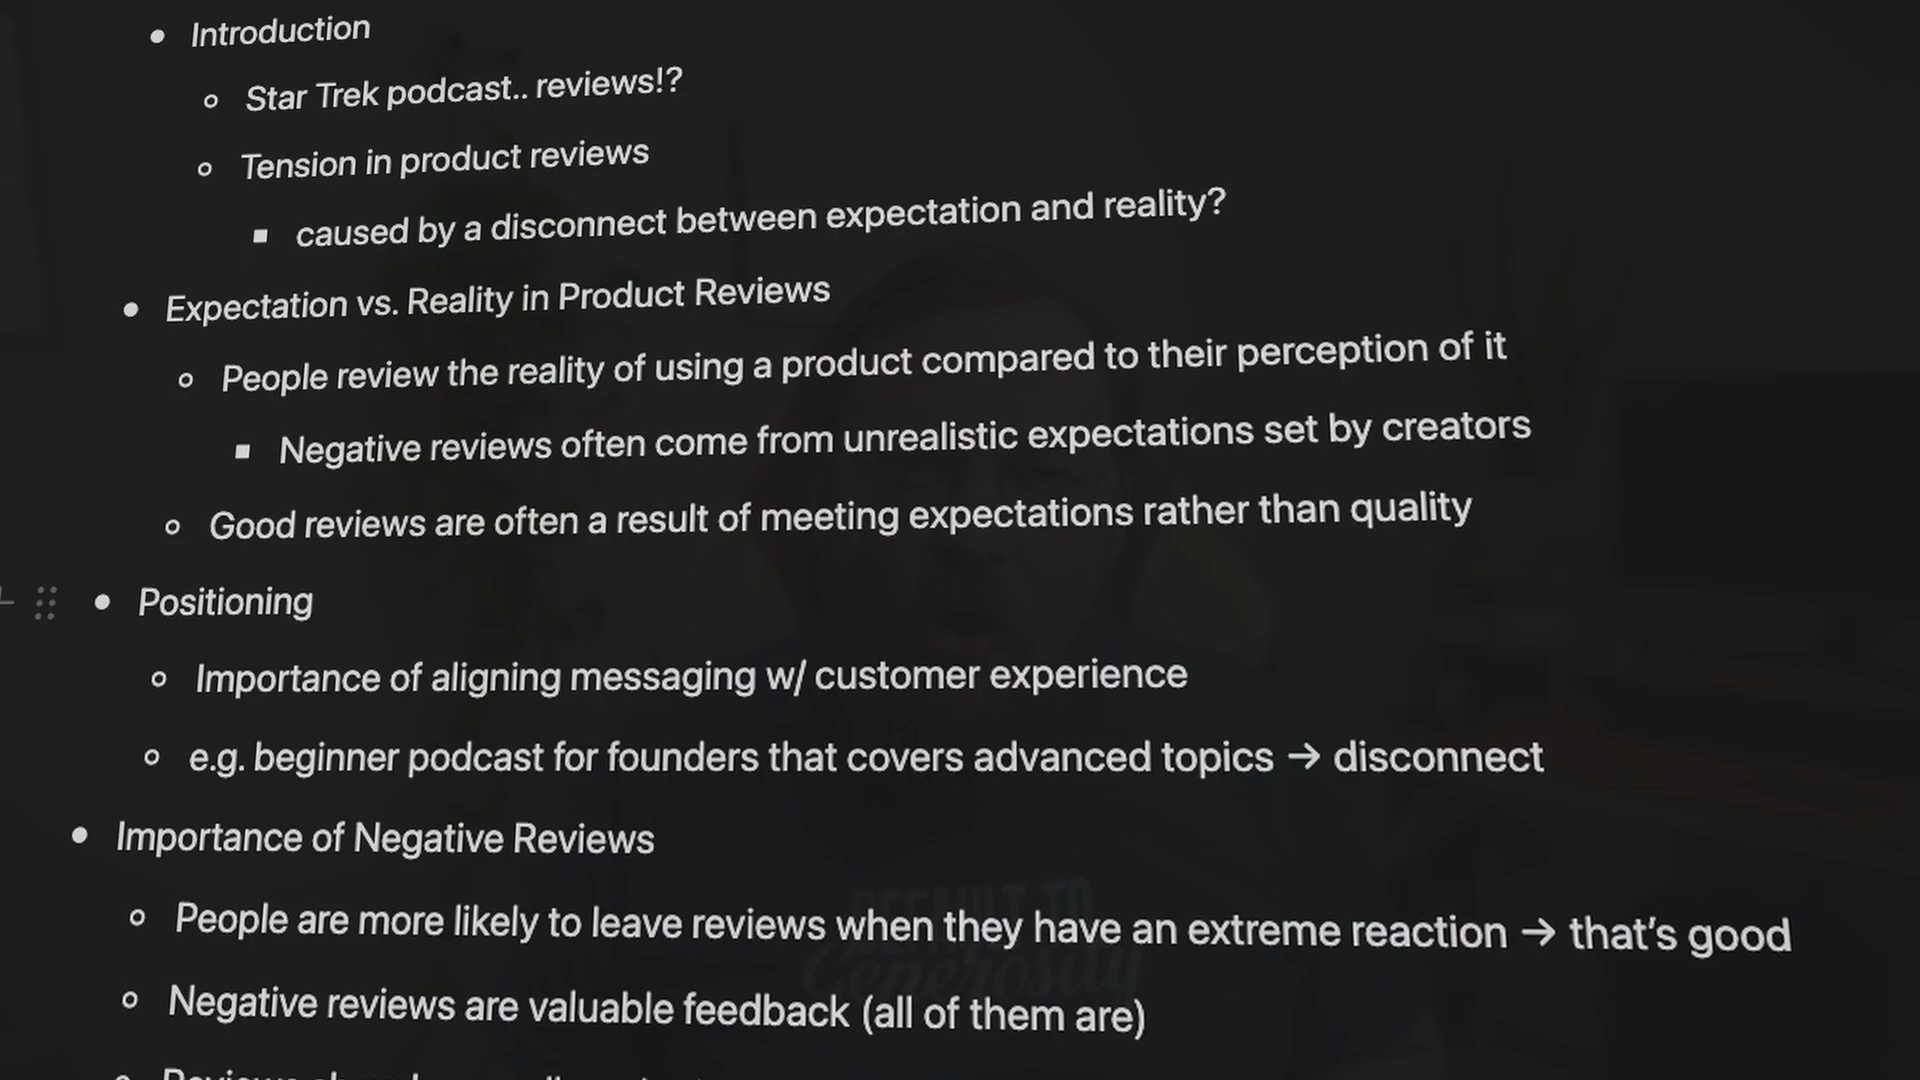 Introduction
Star Trek podcast.. reviews!?
Tension in product reviews
caused by a disconnect between expectation and reality?
Expectation vs. Reality in Product Reviews
People review the reality of using a product compared to their perception of it
Negative reviews often come from unrealistic expectations set by creators
Good reviews are often a result of meeting expectations rather than quality
Positioning
Importance of aligning messaging w/ customer experience
e.g. beginner podcast for founders that covers advanced topics → disconnect
Importance of Negative Reviews
People are more likely to leave reviews when they have an extreme reaction → that's good
DEFAULT TO
Generosity
Negative reviews are valuable feedback (all of them are)